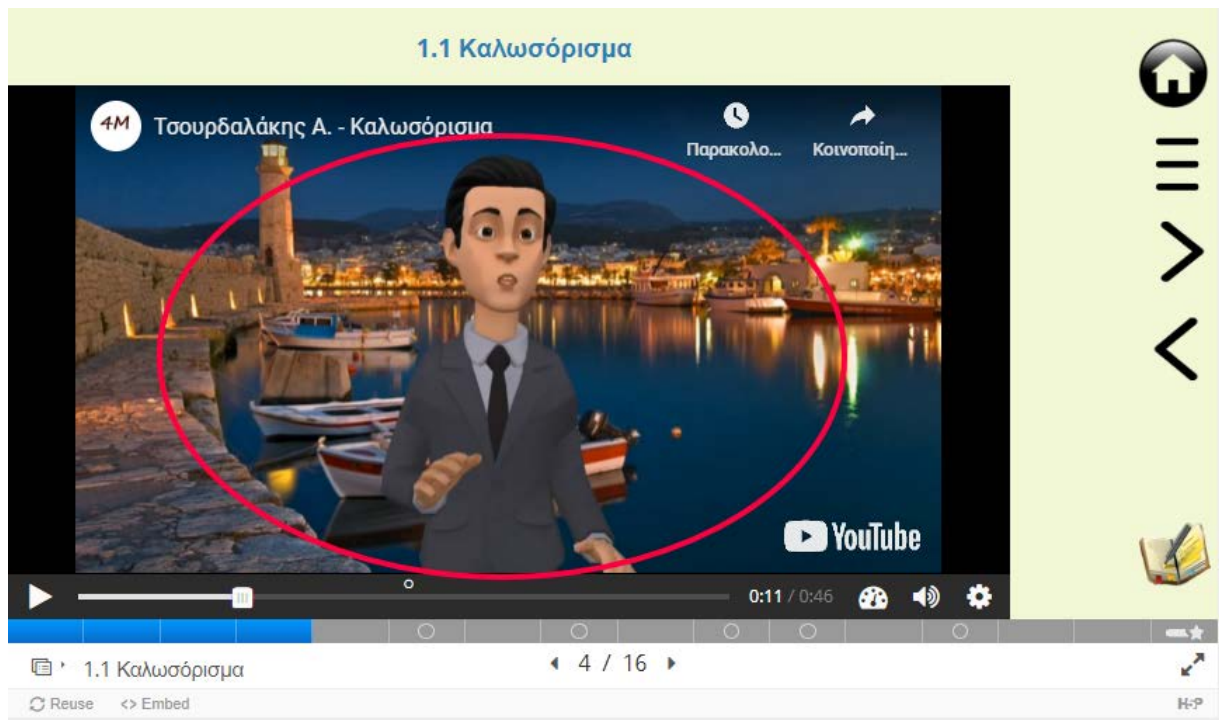 1.1 Καλωσόρισμα
4M Τσουρδαλάκης Α. - Καλωσόρισμα
Παρακολο... Κοινοποίη...
YouTube
0:11 / 0:46
1.1 Καλωσόρισμα 4 / 16
Reuse <> Embed H5P